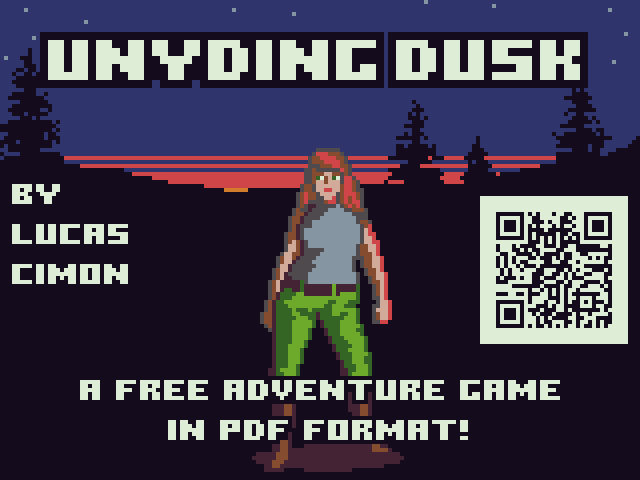 UNYDING DUSK
BY
LUCAS
CIMON
A FREE ADVENTURE GAME
IN PDF FORMAT!